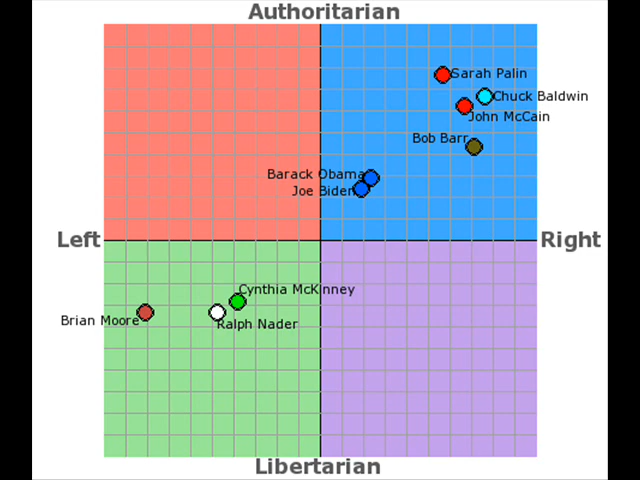 Authoritarian
Sarah Palin
Chuck Baldwin
John McCain
Bob Barr
Barack Obama
Joe Biden
Left
Right
Cynthia McKinney
Brian Moore
Ralph Nader
Libertarian